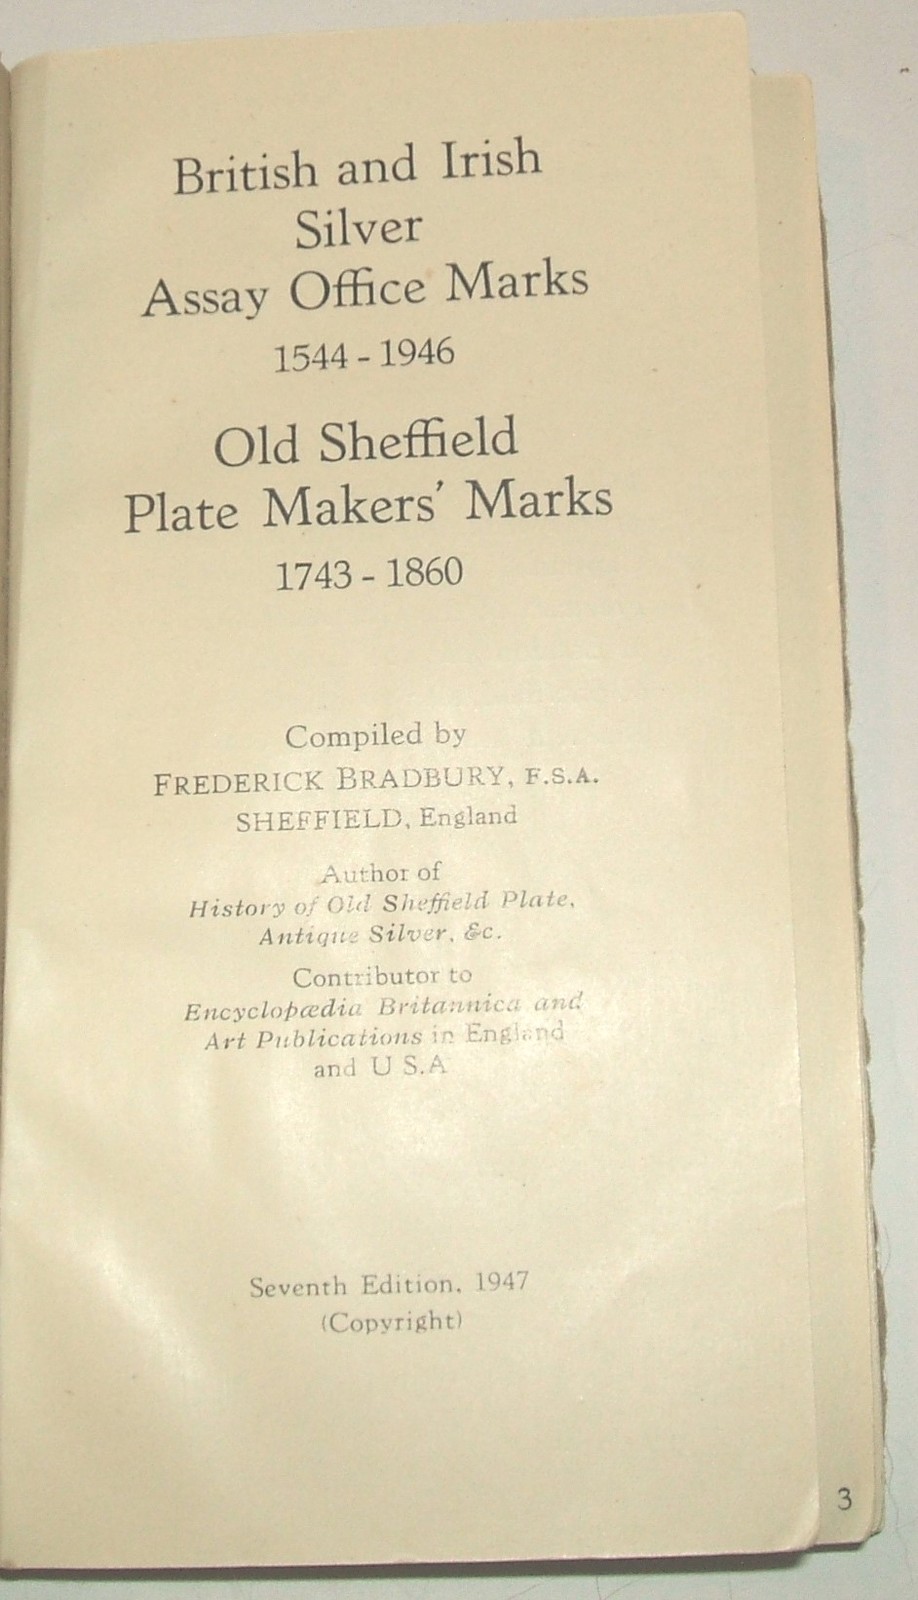 British and Irish
Silver
Assay Office Marks
1544 - 1946
Old Sheffield
Plate Makers' Marks
1743 - 1860
Compiled by
FREDERICK BRADBURY, F.S.A.
SHEFFIELD, England
Author of
History of Old Sheffield Plate,
Antique Silver, &c.
Contributor to
Encyclopædia Britannica and
Art Publications in England
and U S.A
Seventh Edition, 1947
(Copyright)
3